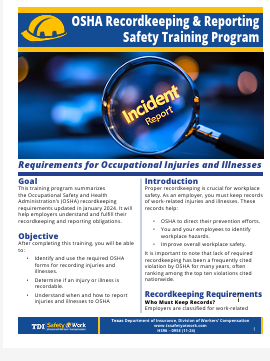 OSHA Recordkeeping & Reporting
Safety Training Program
Incident
Report
Requirements for Occupational Injuries and Illnesses
Goal
This training program summarizes
the Occupational Safety and Health
Administration's (OSHA) recordkeeping
requirements updated in January 2024. It will
help employers understand and fulfill their
recordkeeping and reporting obligations.
Objective
After completing this training, you will be able
to:
• Identify and use the required OSHA
forms for recording injuries and
illnesses.
• Determine if an injury or illness is
recordable.
• Understand when and how to report
injuries and illnesses to OSHA
Introduction
Proper recordkeeping is crucial for workplace
safety. As an employer, you must keep records
of work-related injuries and illnesses. These
records help:
• OSHA to direct their prevention efforts.
• You and your employees to identify
workplace hazards.
• Improve overall workplace safety.
It is important to note that lack of required
recordkeeping has been a frequently cited
violation by OSHA for many years, often
ranking among the top ten violations cited
nationwide.
Recordkeeping Requirements
Who Must Keep Records?
Employers are classified for work-related
TDI Safety @ Work
Texas Department of Insurance, Division of Workers' Compensation
www.txsafetyatwork.com
1